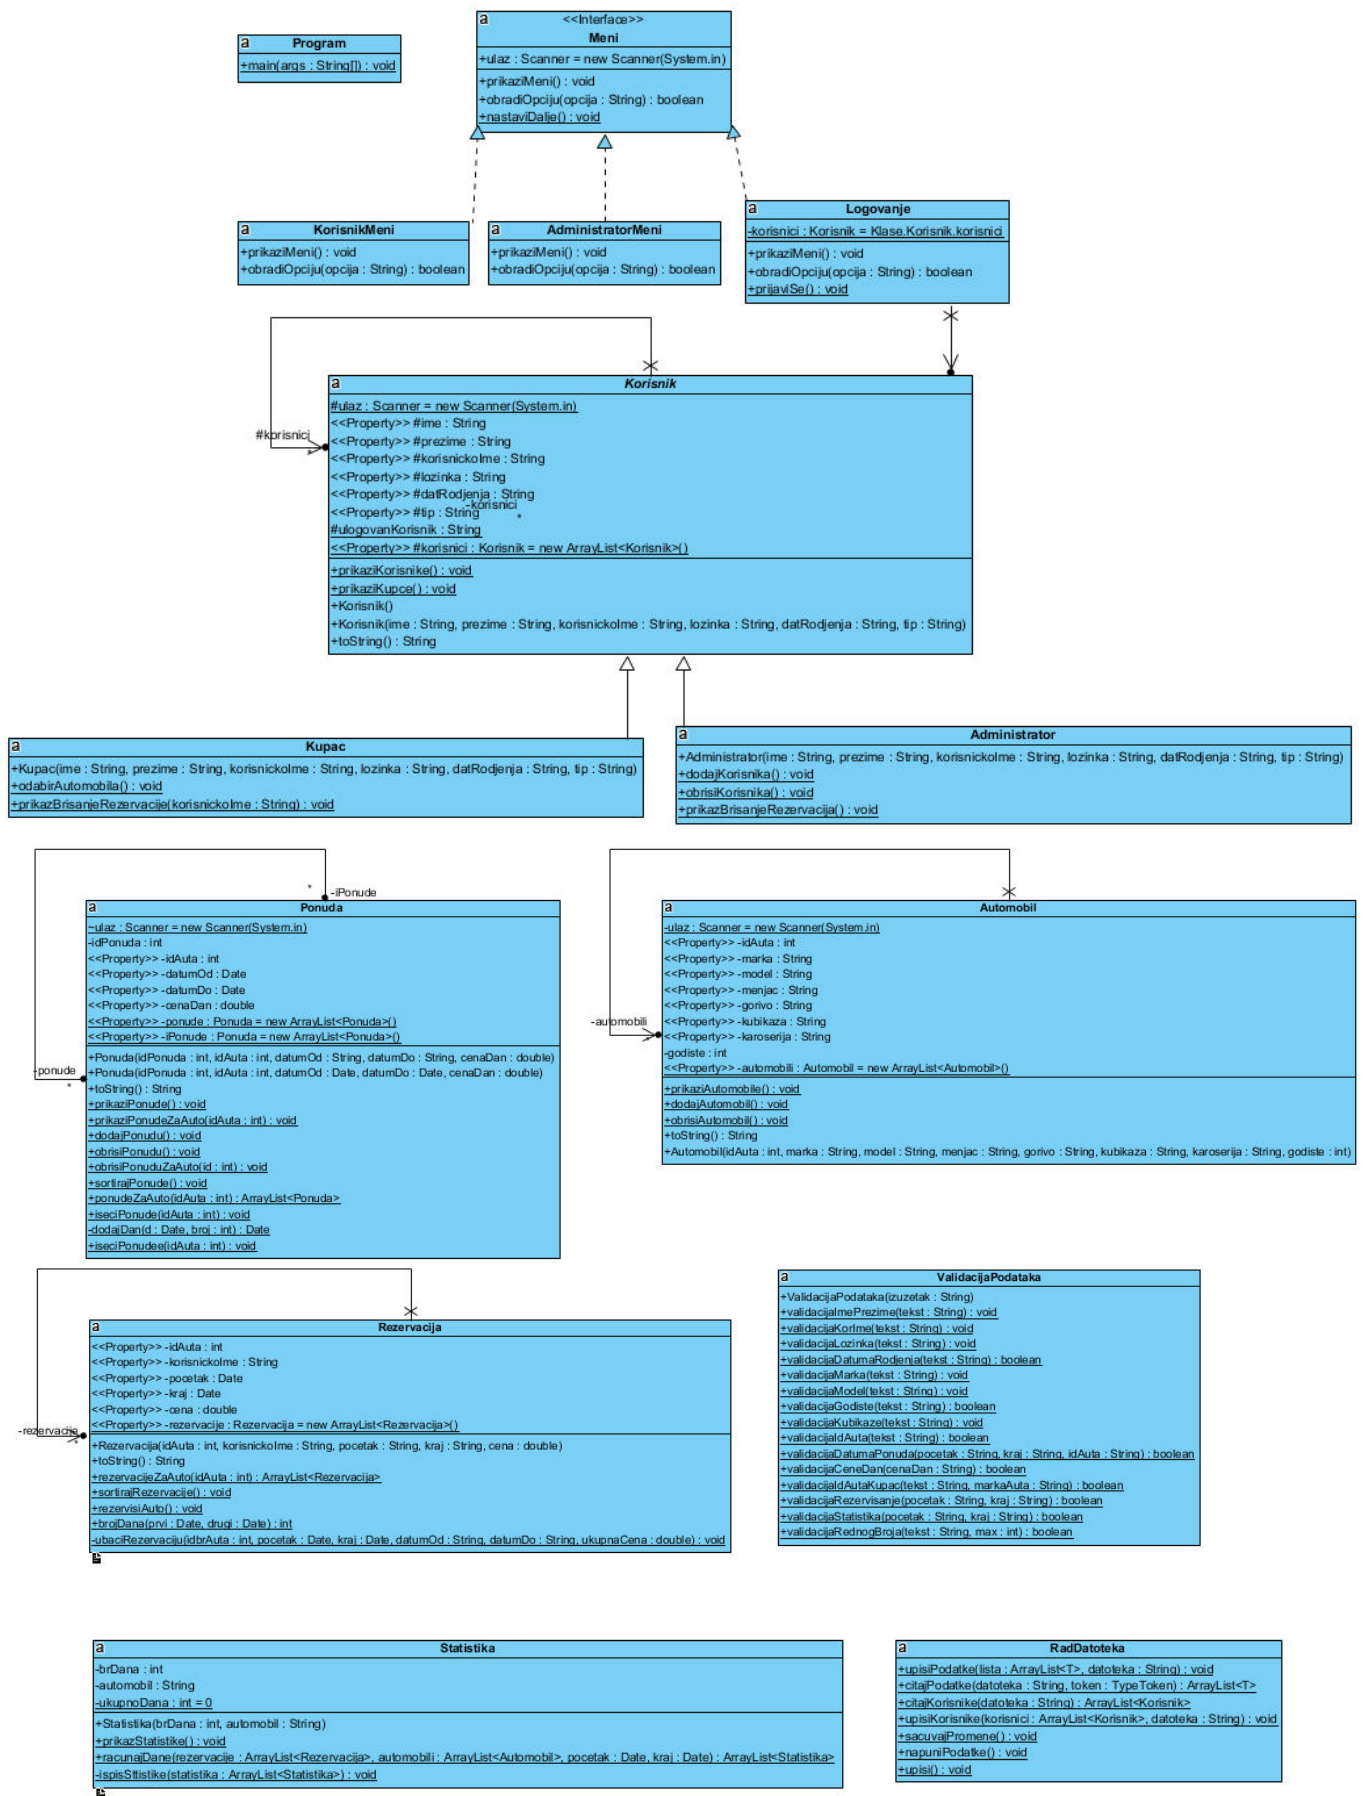 a
Program
+main(args : String[]) : void
a
<<Interface>>
Meni
+ulaz : Scanner = new Scanner(System.in)
+prikaziMeni() : void
+obradiOpciju(opcija : String) : boolean
+nastaviDalje() : void
a
KorisnikMeni
+prikaziMeni() : void
+obradiOpciju(opcija : String) : boolean
a
AdministratorMeni
+prikaziMeni() : void
+obradiOpciju(opcija : String) : boolean
a
Logovanje
-korisnici : Korisnik = Klase.Korisnik.korisnici
+prikaziMeni() : void
+obradiOpciju(opcija : String) : boolean
+prijaviSe() : void
#korisnici
*
a
Korisnik
#ulaz : Scanner = new Scanner(System.in)
<<Property>> #ime : String
<<Property>> #prezime : String
<<Property>> #korisnickoIme : String
<<Property>> #lozinka : String
<<Property>> #datRodjenja : String
<<Property>> #tip : String
-korisnici
*
#ulogovanKorisnik : String
<<Property>> #korisnici : Korisnik = new ArrayList<Korisnik>()
+prikaziKorisnike() : void
+prikaziKupce() : void
+Korisnik()
+Korisnik(ime : String, prezime : String, korisnickoIme : String, lozinka : String, datRodjenja : String, tip : String)
+toString() : String
a
Kupac
+Kupac(ime : String, prezime : String, korisnickoIme : String, lozinka : String, datRodjenja : String, tip : String)
+odabirAutomobila() : void
+prikazBrisanjeRezervacije(korisnickoIme : String) : void
a
Administrator
+Administrator(ime : String, prezime : String, korisnickoIme : String, lozinka : String, datRodjenja : String, tip : String)
+dodajKorisnika() : void
+obrisiKorisnika() : void
+prikazBrisanjeRezervacija() : void
*
-iPonude
-ponude
*
a
Ponuda
~ulaz : Scanner = new Scanner(System.in)
-idPonuda : int
<<Property>> -idAuta : int
<<Property>> -datumOd : Date
<<Property>> -datumDo : Date
<<Property>> -cenaDan : double
<<Property>> -ponude : Ponuda = new ArrayList<Ponuda>()
<<Property>> -iPonude : Ponuda = new ArrayList<Ponuda>()
+Ponuda(idPonuda : int, idAuta : int, datumOd : String, datumDo : String, cenaDan : double)
+Ponuda(idPonuda : int, idAuta : int, datumOd : Date, datumDo : Date, cenaDan : double)
+toString() : String
+prikaziPonude() : void
+prikaziPonudeZaAuto(idAuta : int) : void
+dodajPonudu() : void
+obrisiPonudu() : void
+obrisiPonuduZaAuto(id : int) : void
+sortirajPonude() : void
+ponudeZaAuto(idAuta : int) : ArrayList<Ponuda>
+iseciPonude(idAuta : int) : void
-dodajDan(d : Date, broj : int) : Date
+iseciPonudee(idAuta : int) : void
-automobili
*
a
Automobil
-ulaz : Scanner = new Scanner(System.in)
<<Property>> -idAuta : int
<<Property>> -marka : String
<<Property>> -model : String
<<Property>> -menjac : String
<<Property>> -gorivo : String
<<Property>> -kubikaza : String
<<Property>> -karoserija : String
-godiste : int
<<Property>> -automobili : Automobil = new ArrayList<Automobil>()
+prikaziAutomobile() : void
+dodajAutomobil() : void
+obrisiAutomobil() : void
+toString() : String
+Automobil(idAuta : int, marka : String, model : String, menjac : String, gorivo : String, kubikaza : String, karoserija : String, godiste : int)
-rezervacije
*
a
Rezervacija
<<Property>> -idAuta : int
<<Property>> -korisnickoIme : String
<<Property>> -pocetak : Date
<<Property>> -kraj : Date
<<Property>> -cena : double
<<Property>> -rezervacije : Rezervacija = new ArrayList<Rezervacija>()
+Rezervacija(idAuta : int, korisnickoIme : String, pocetak : String, kraj : String, cena : double)
+toString() : String
+rezervacijeZaAuto(idAuta : int) : ArrayList<Rezervacija>
+sortirajRezervacije() : void
+rezervisiAuto() : void
+brojDana(prvi : Date, drugi : Date) : int
-ubaciRezervaciju(idbrAuta : int, pocetak : Date, kraj : Date, datumOd : String, datumDo : String, ukupnaCena : double) : void
a
ValidacijaPodataka
+ValidacijaPodataka(izuzetak : String)
+validacijaImePrezime(tekst : String) : void
+validacijaKorIme(tekst : String) : void
+validacijaLozinka(tekst : String) : void
+validacijaDatumaRodjenja(tekst : String) : boolean
+validacijaMarka(tekst : String) : void
+validacijaModel(tekst : String) : void
+validacijaGodiste(tekst : String) : boolean
+validacijaKubikaze(tekst : String) : void
+validacijaIdAuta(tekst : String) : boolean
+validacijaDatumaPonuda(pocetak : String, kraj : String, idAuta : String) : boolean
+validacijaCeneDan(cenaDan : String) : boolean
+validacijaIdAutaKupac(tekst : String, markaAuta : String) : boolean
+validacijaRezervisanje(pocetak : String, kraj : String) : boolean
+validacijaStatistika(pocetak : String, kraj : String) : boolean
+validacijaRednogBroja(tekst : String, max : int) : boolean
a
Statistika
-brDana : int
-automobil : String
-ukupnoDana : int = 0
+Statistika(brDana : int, automobil : String)
+prikazStatistike() : void
+racunajDane(rezervacije : ArrayList<Rezervacija>, automobili : ArrayList<Automobil>, pocetak : Date, kraj : Date) : ArrayList<Statistika>
-ispisSttistike(statistika : ArrayList<Statistika>) : void
a
RadDatoteka
+upisiPodatke(lista : ArrayList<T>, datoteka : String) : void
+citajPodatke(datoteka : String, token : TypeToken) : ArrayList<T>
+citajKorisnike(datoteka : String) : ArrayList<Korisnik>
+upisiKorisnike(korisnici : ArrayList<Korisnik>, datoteka : String) : void
+sacuvajPromene() : void
+napuniPodatke() : void
+upisi() : void